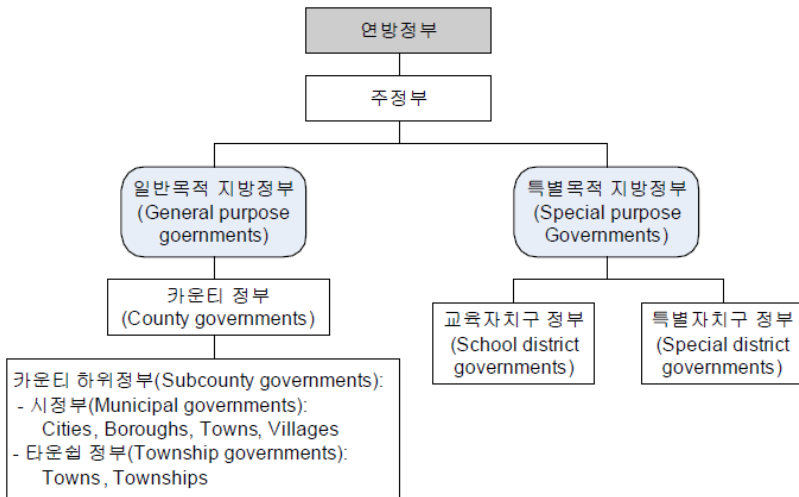 연방정부
주정부
일반목적 지방정부
(General purpose
goernments)
특별목적 지방정부
(Special purpose
Governments)
카운티 정부
(County governments)
교육자치구 정부
(School district
governments)
특별자치구 정부
(Special district
governments)
카운티 하위정부(Subcounty governments):
- 시정부(Municipal governments):
Cities, Boroughs, Towns, Villages
- 타운쉽 정부(Township governments):
Towns, Townships